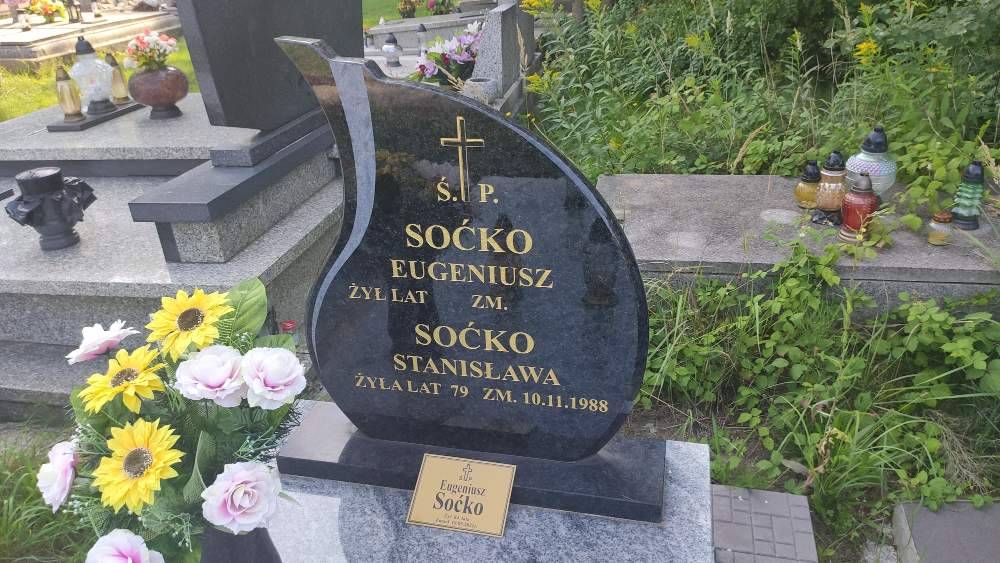 Ś. P.
SOĆKO
EUGENIUSZ
ŻYŁ LAT ZM.
SOĆKO
STANISŁAWA
ŻYŁA LAT 79 ZM. 10.11.1988
Eugeniusz
Soćko